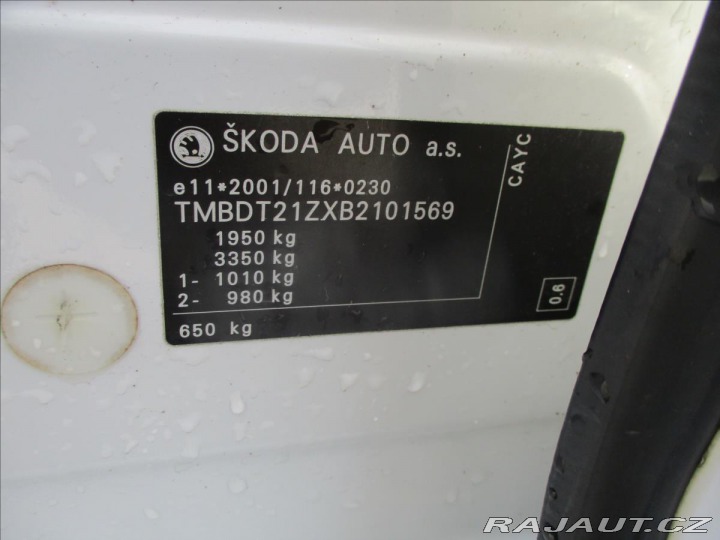 ŠKODA AUTO a.s.
e11*2001/116*0230
TMBDT21ZXB2101569
1950 kg
3350 kg
1- 1010 kg
2- 980 kg
650 kg
CAYC
0.6
RAJAUT.CZ